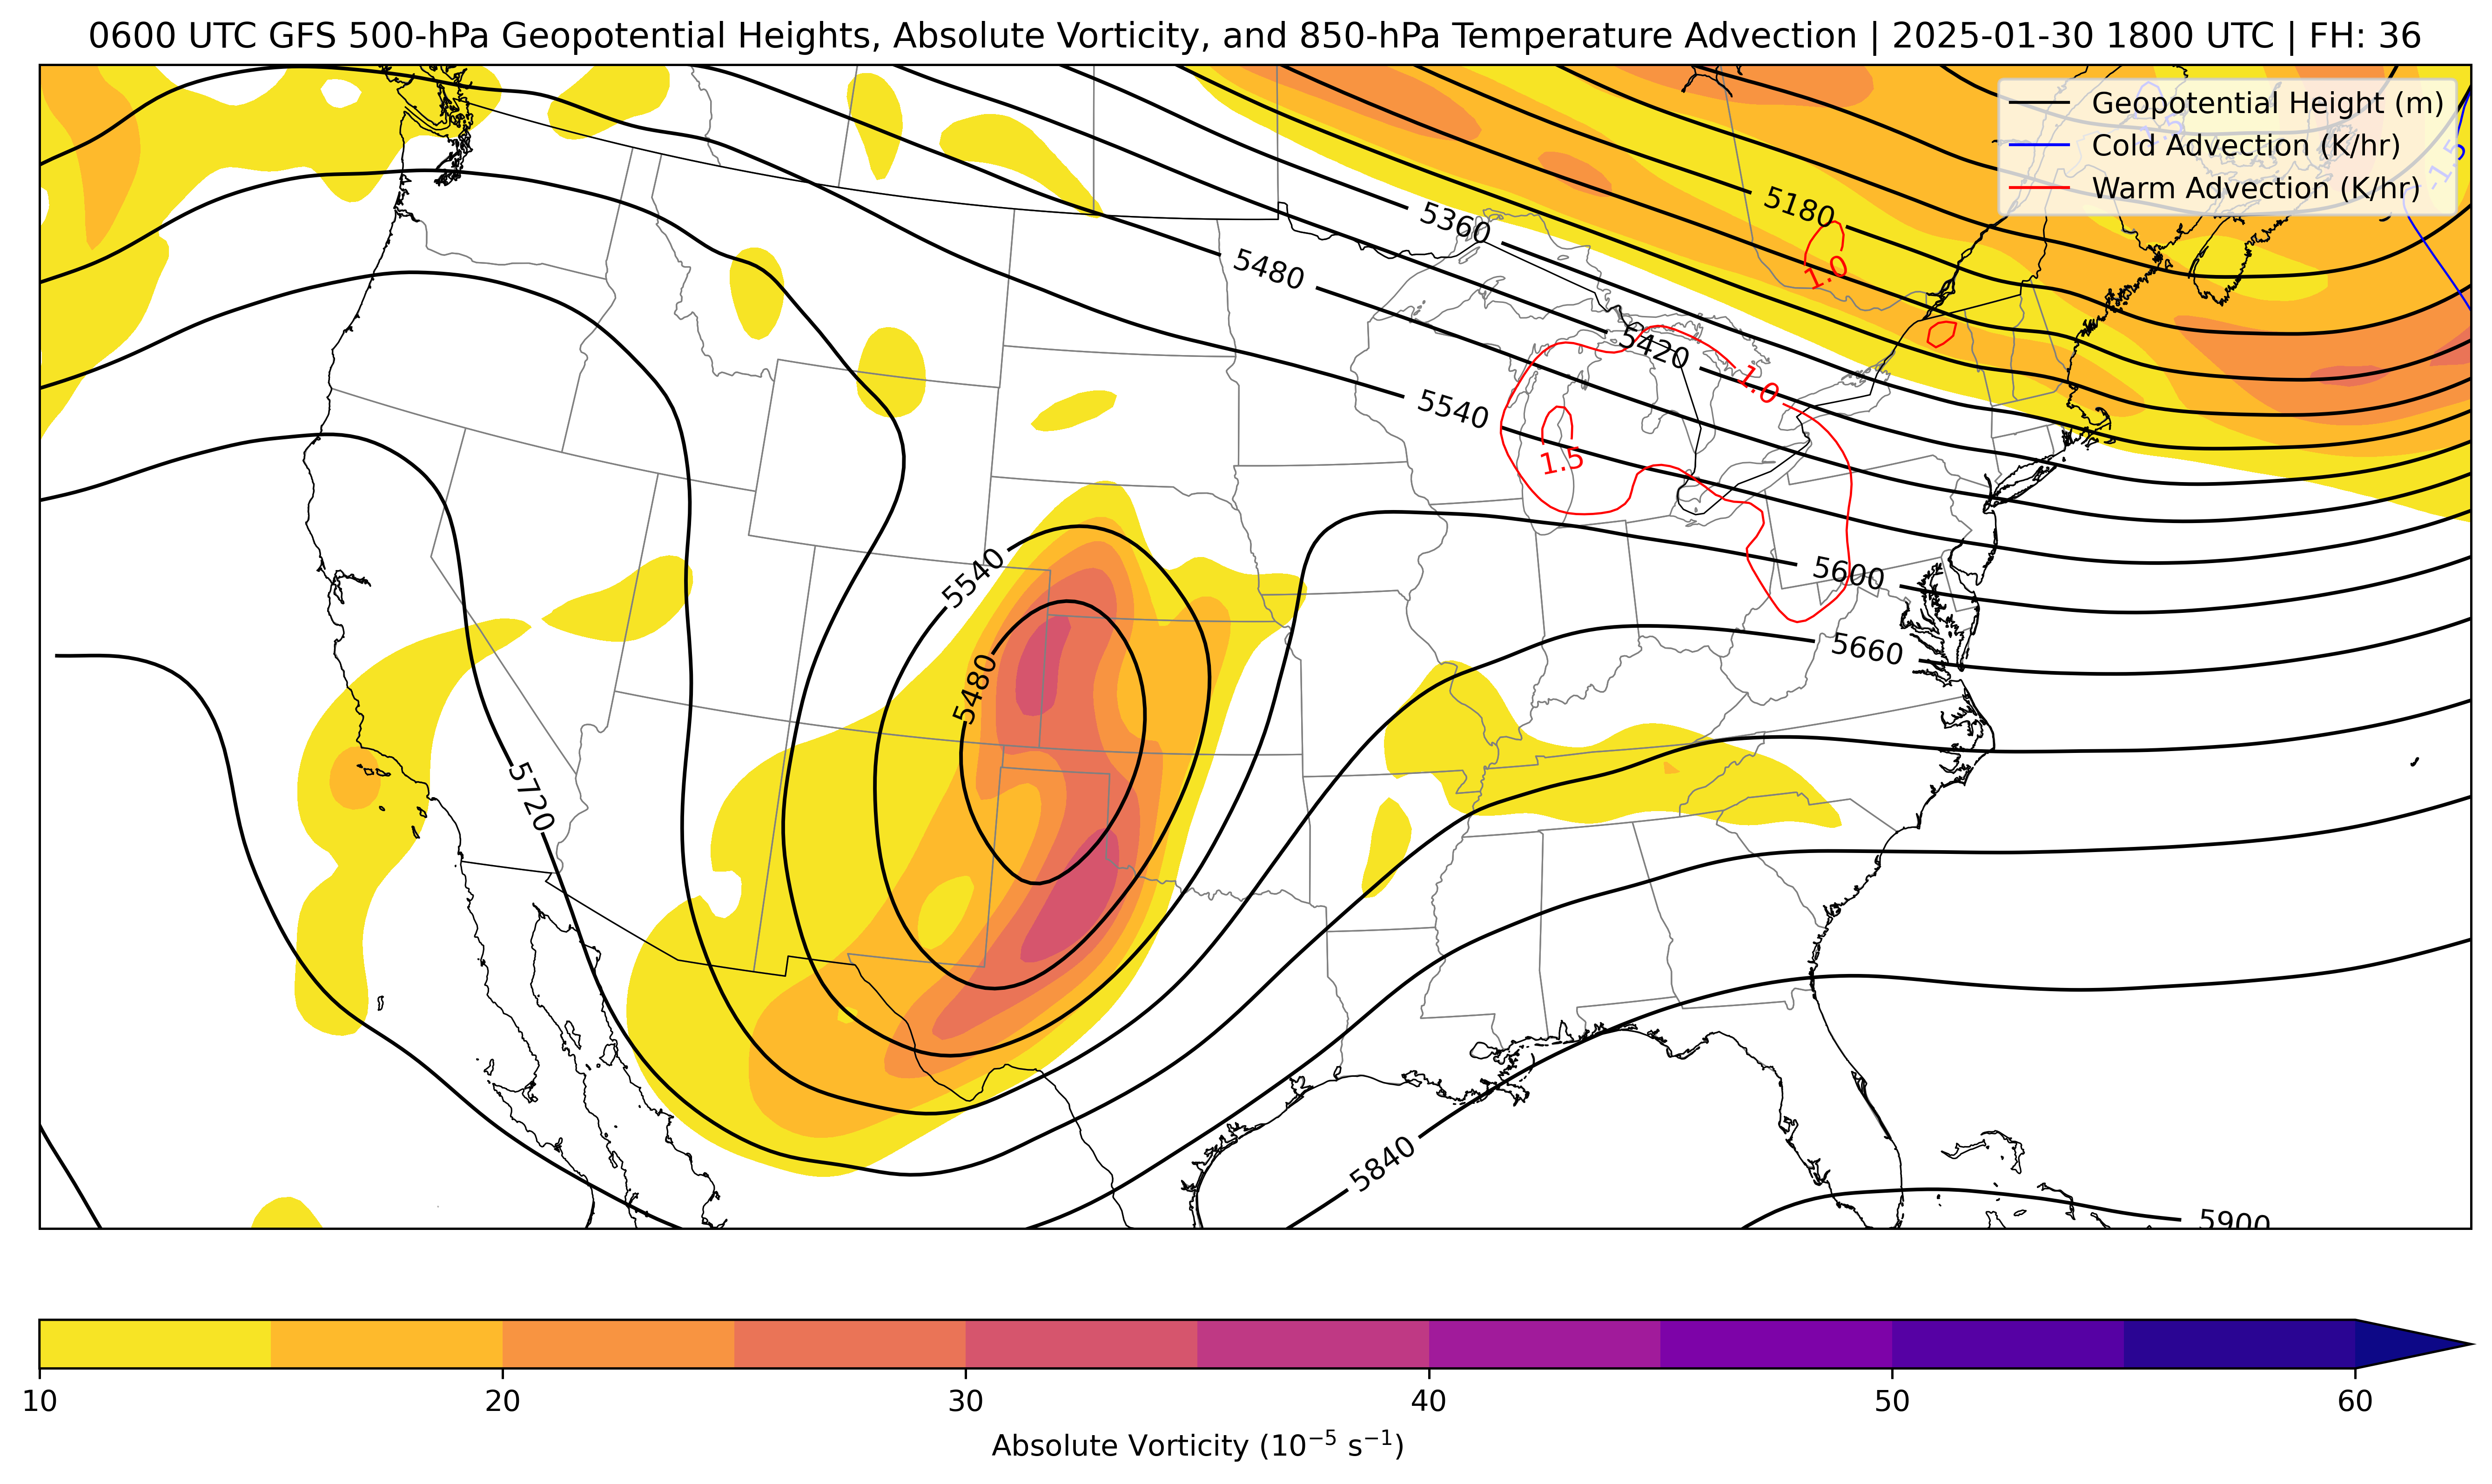 0600 UTC GFS 500-hPa Geopotential Heights, Absolute Vorticity, and 850-hPa Temperature Advection | 2025-01-30 1800 UTC | FH: 36
Geopotential Height (m)
Cold Advection (K/hr)
Warm Advection (K/hr)
-1.5
5180
5360
1.0
5480
5420
1.0
5540
1.5
5540
5600
5660
5480
5720
5840
5900
10 20 30 40 50 60
Absolute Vorticity (10⁻⁵ s⁻¹)